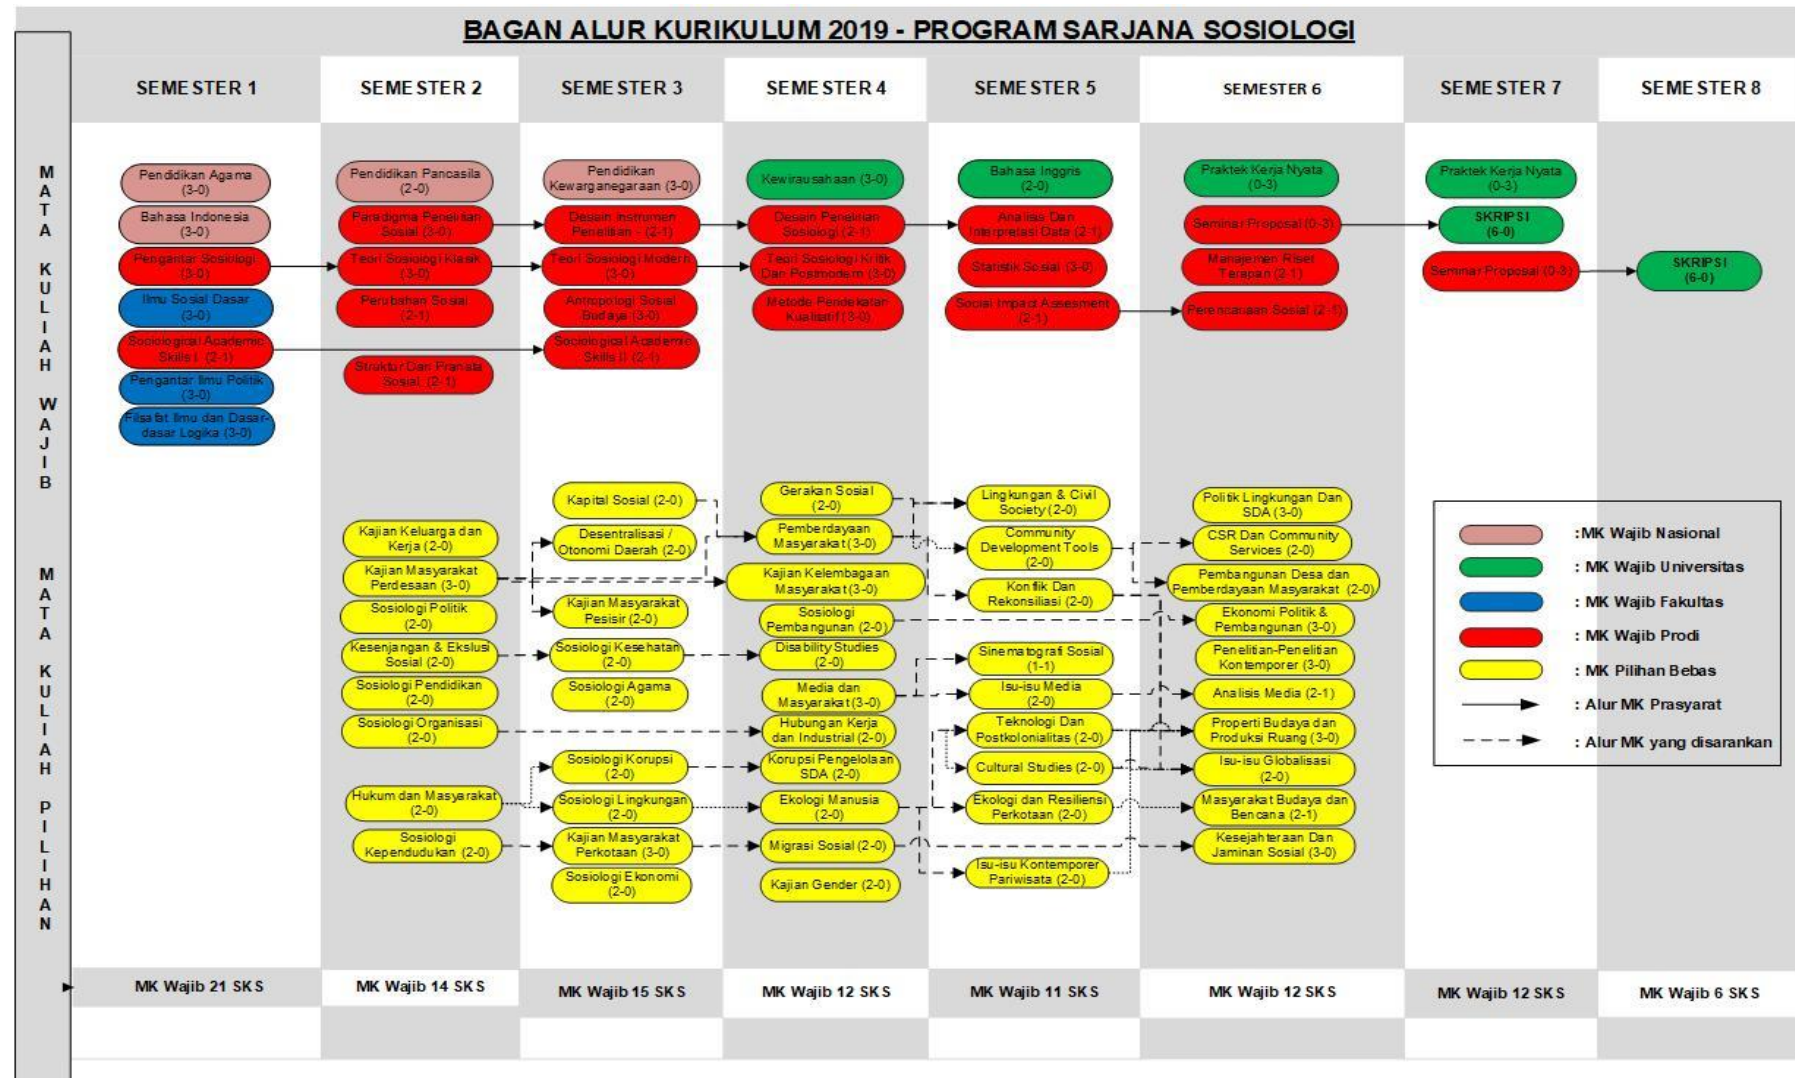 BAGAN ALUR KURIKULUM 2019 - PROGRAM SARJANA SOSIOLOGI
SEMESTER 1
SEMESTER 2
SEMESTER 3
SEMESTER 4
SEMESTER 5
SEMESTER 6
SEMESTER 7
SEMESTER 8
MATA KULIAH WAJIB
MATA KULIAH PILIHAN
Pendidikan Agama
(3-0)
Bahasa Indonesia
(3-0)
Pengantar Sosiologi
(3-0)
Ilmu Sosial Dasar
(3-0)
Sociological Academic
Skills I (2-1)
Pengantar Ilmu Politik
(3-0)
Filsafat Ilmu dan Dasar-
dasar Logika (3-0)
Pendidikan Pancasila
(2-0)
Paradigma Penelitian
Sosial (3-0)
Teori Sosiologi Klasik
(3-0)
Perubahan Sosial
(2-1)
Struktur Dan Pranata
Sosial (2-1)
Kajian Keluarga dan
Kerja (2-0)
Kajian Masyarakat
Perdesaan (3-0)
Sosiologi Politik
(2-0)
Kesenjangan & Ekslusi
Sosial (2-0)
Sosiologi Pendidikan
(2-0)
Sosiologi Organisasi
(2-0)
Hukum dan Masyarakat
(2-0)
Sosiologi
Kependudukan (2-0)
Pendidikan
Kewarganegaraan (3-0)
Desain Instrumen
Penelitian - (2-1)
Teori Sosiologi Modern
(3-0)
Antropologi Sosial
Budaya (3-0)
Sociological Academic
Skills II (2-1)
Kapital Sosial (2-0)
Desentralisasi /
Otonomi Daerah (2-0)
Kajian Masyarakat
Pesisir (2-0)
Sosiologi Kesehatan
(2-0)
Sosiologi Agama
(2-0)
Sosiologi Korupsi
(2-0)
Sosiologi Lingkungan
(2-0)
Kajian Masyarakat
Perkotaan (3-0)
Sosiologi Ekonomi
(2-0)
Kewirausahaan (3-0)
Desain Penelitian
Sosiologi (2-1)
Teori Sosiologi Kritik
Dan Postmodern (3-0)
Metode Pendekatan
Kualitatif (3-0)
Gerakan Sosial
(2-0)
Pemberdayaan
Masyarakat (3-0)
Kajian Kelembagaan
Masyarakat (3-0)
Sosiologi
Pembangunan (2-0)
Disability Studies
(2-0)
Media dan
Masyarakat (3-0)
Hubungan Kerja
dan Industrial (2-0)
Korupsi Pengelolaan
SDA (2-0)
Ekologi Manusia
(2-0)
Migrasi Sosial (2-0)
Kajian Gender (2-0)
Bahasa Inggris
(2-0)
Analisis Dan
Interpretasi Data (2-1)
Statistik Sosial (3-0)
Social Impact Assesment
(2-1)
Lingkungan & Civil
Society (2-0)
Community
Development Tools
(2-0)
Konflik Dan
Rekonsiliasi (2-0)
Sinematografi Sosial
(1-1)
Isu-isu Media
(2-0)
Teknologi Dan
Postkolonialitas (2-0)
Cultural Studies (2-0)
Ekologi dan Resiliensi
Perkotaan (2-0)
Isu-isu Kontemporer
Pariwisata (2-0)
Praktek Kerja Nyata
(0-3)
Seminar Proposal (0-3)
Manajemen Riset
Terapan (2-1)
Perencanaan Sosial (2-1)
Politik Lingkungan Dan
SDA (3-0)
CSR Dan Community
Services (2-0)
Pembangunan Desa dan
Pemberdayaan Masyarakat (2-0)
Ekonomi Politik &
Pembangunan (3-0)
Penelitian-Penelitian
Kontemporer (3-0)
Analisis Media (2-1)
Properti Budaya dan
Produksi Ruang (3-0)
Isu-isu Globalisasi
(2-0)
Masyarakat Budaya dan
Bencana (2-1)
Kesejahteraan Dan
Jaminan Sosial (3-0)
Praktek Kerja Nyata
(0-3)
SKRIPSI
(6-0)
Seminar Proposal (0-3)
SKRIPSI
(6-0)
:MK Wajib Nasional
: MK Wajib Universitas
: MK Wajib Fakultas
: MK Wajib Prodi
: MK Pilihan Bebas
: Alur MK Prasyarat
: Alur MK yang disarankan
MK Wajib 21 SKS
MK Wajib 14 SKS
MK Wajib 15 SKS
MK Wajib 12 SKS
MK Wajib 11 SKS
MK Wajib 12 SKS
MK Wajib 12 SKS
MK Wajib 6 SKS